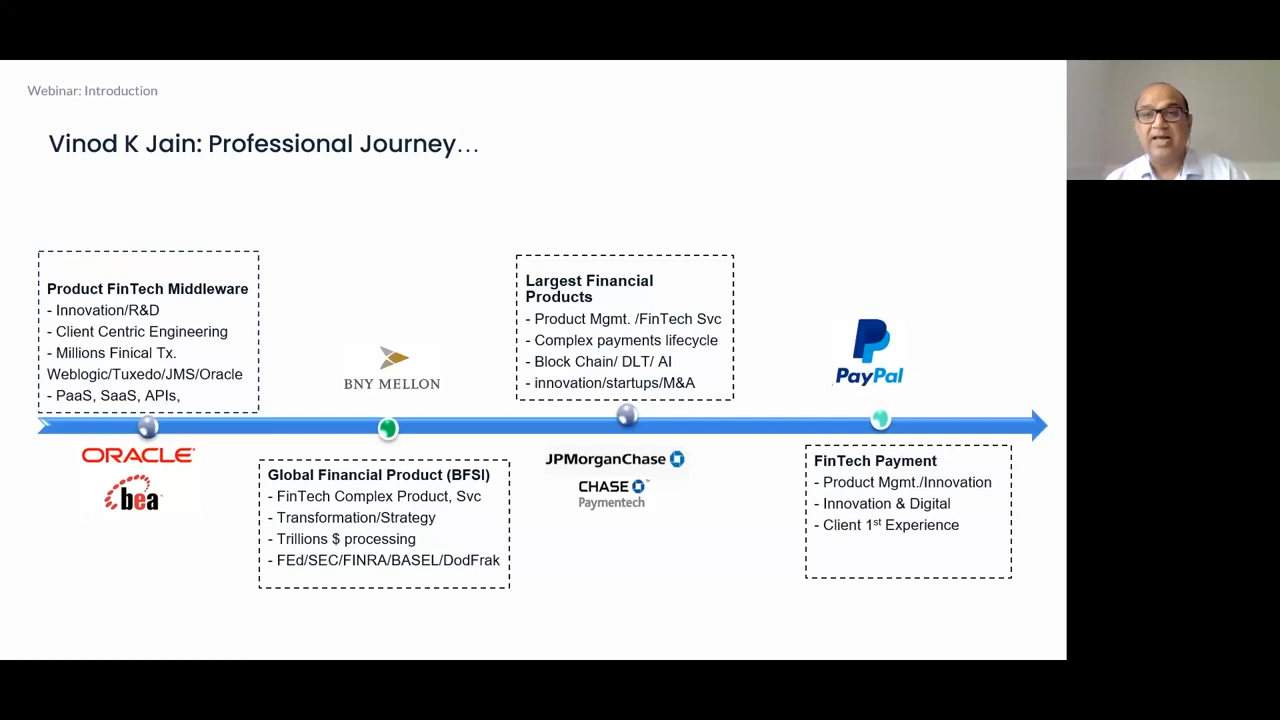 Webinar: Introduction
Vinod K Jain: Professional Journey...
Product FinTech Middleware
- Innovation/R&D
- Client Centric Engineering
- Millions Finical Tx.
Weblogic/Tuxedo/JMS/Oracle
- PaaS, SaaS, APIs,
ORACLE
bea
BNY MELLON
Global Financial Product (BFSI)
- FinTech Complex Product, Svc
- Transformation/Strategy
- Trillions $ processing
- FEd/SEC/FINRA/BASEL/DodFrak
Largest Financial
Products
- Product Mgmt. /FinTech Svc
- Complex payments lifecycle
- Block Chain/ DLT/ AI
- innovation/startups/M&A
JPMorganChase
CHASE
Paymentech
PayPal
FinTech Payment
- Product Mgmt./Innovation
- Innovation & Digital
- Client 1st Experience